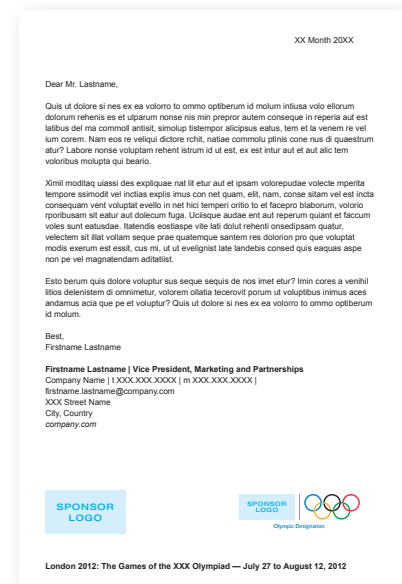 XX Month 20XX
Dear Mr. Lastname,
Quis ut dolore si nes ex ea volorro to ommo optiberum id molum intiusa volo ellorum
dolorum rehenis es et ulparum nonse nis min prepror autem conseque in reperia aut est
latibus del ma commoll antisit, simolup tistempor alicipsus eatus, tem et la venem re vel
ium corem. Nam eos re veliqui dictore rchit, natiae commolu ptinis cone nus di quaestrum
atur? Labore nonse voluptam rehent istrum id ut est, ex est intur aut et aut alic tem
voloribus molupta qui beario.
Ximil moditaq uiassi des expliquae nat lit etur aut et ipsam volorepudae volecte mperita
tempore ssimodit vel inctias explis imus con net quam, elit, nam, conse sitam vel est incta
consequam vent voluptat evello in net hici temperi oritio to et facepro blaborum, volorio
rporibusam sit eatur aut dolecum fuga. Uciisque audae ent aut reperum quiant et faccum
voles sunt eatusdae. Itatendis eostiaspe vite lati dolut rehenti onsedipsam quatur,
velectem sit illat vollam seque prae quatemque santem res dolorion pro que voluptat
modis exerum est essit, cus mi, ut ut evelignist late landebis consed quis eaquas aspe
non pe vel magnatendam aditatiist.
Esto berum quis dolore voluptur sus seque sequis de nos imet etur? Imin cores a venihil
litios delenistem di omnimetur, volorem ollatia tecerovit porum ut voluptibus inimus aces
andamus acia que pe et voluptur? Quis ut dolore si nes ex ea volorro to ommo optiberum
id molum.
Best,
Firstname Lastname
Firstname Lastname | Vice President, Marketing and Partnerships
Company Name | t XXX.XXX.XXXX | m XXX.XXX.XXXX |
firstname.lastname@company.com
XXX Street Name
City, Country
company.com
SPONSOR
LOGO
SPONSOR
LOGO
Olympic Designation
London 2012: The Games of the XXX Olympiad — July 27 to August 12, 2012